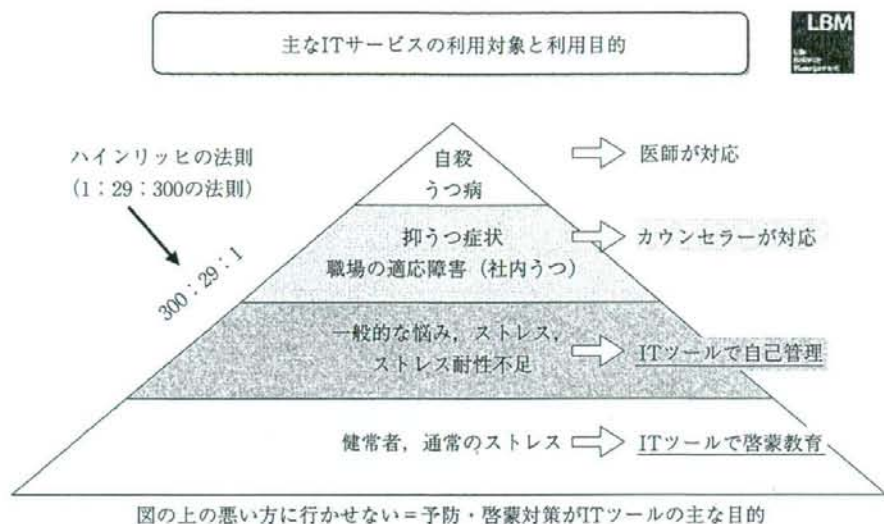 主なITサービスの利用対象と利用目的
LBM
Life
Balance
Management
ハインリッヒの法則
(1：29：300の法則)
300：29：1
自殺
うつ病
医師が対応
抑うつ症状
職場の適応障害（社内うつ）
カウンセラーが対応
一般的な悩み，ストレス，
ストレス耐性不足
ITツールで自己管理
健常者，通常のストレス
ITツールで啓蒙教育
図の上の悪い方に行かせない＝予防・啓蒙対策がITツールの主な目的